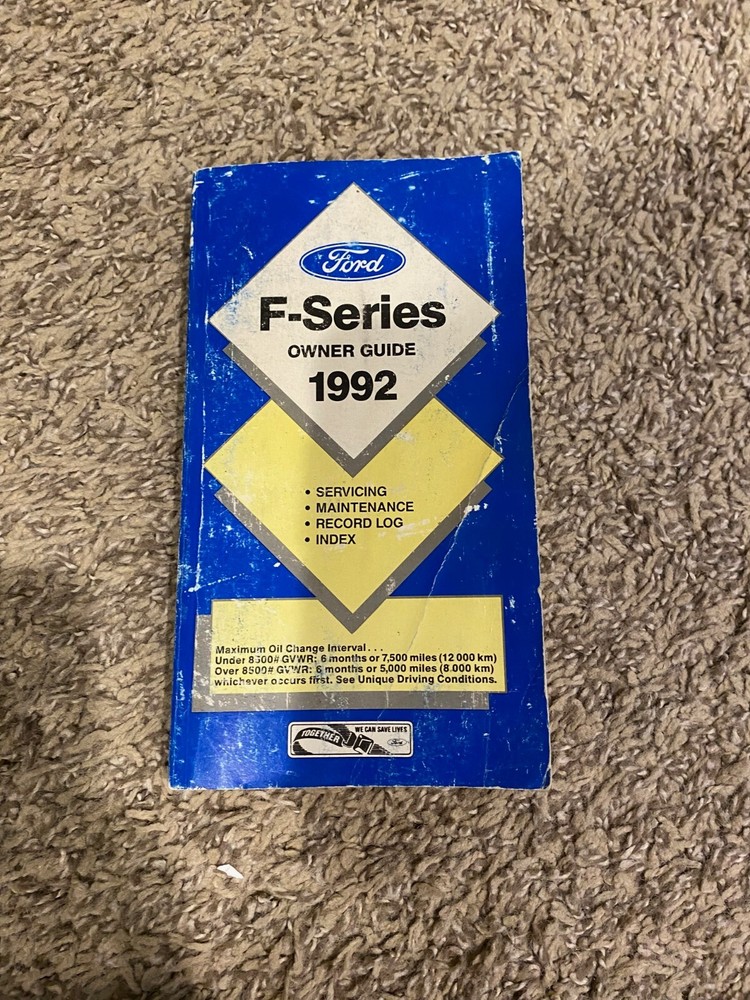 Ford
F-Series
OWNER GUIDE
1992
• SERVICING
• MAINTENANCE
• RECORD LOG
• INDEX
Maximum Oil Change Interval . . .
Under 8500# GVWR: 6 months or 7,500 miles (12 000 km)
Over 8500# GVWR: 6 months or 5,000 miles (8 000 km)
whichever occurs first. See Unique Driving Conditions.
TOGETHER
WE CAN SAVE LIVES
Ford